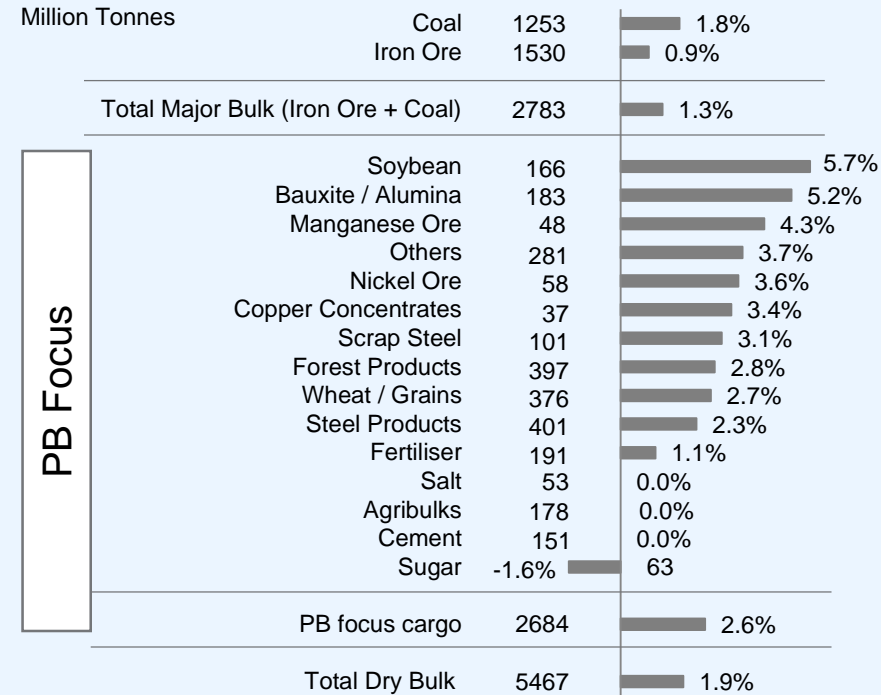 Million Tonnes
Coal 1253 1.8%
Iron Ore 1530 0.9%
Total Major Bulk (Iron Ore + Coal) 2783 1.3%
PB Focus
Soybean 166 5.7%
Bauxite / Alumina 183 5.2%
Manganese Ore 48 4.3%
Others 281 3.7%
Nickel Ore 58 3.6%
Copper Concentrates 37 3.4%
Scrap Steel 101 3.1%
Forest Products 397 2.8%
Wheat / Grains 376 2.7%
Steel Products 401 2.3%
Fertiliser 191 1.1%
Salt 53 0.0%
Agribulks 178 0.0%
Cement 151 0.0%
Sugar -1.6% 63
PB focus cargo 2684 2.6%
Total Dry Bulk 5467 1.9%